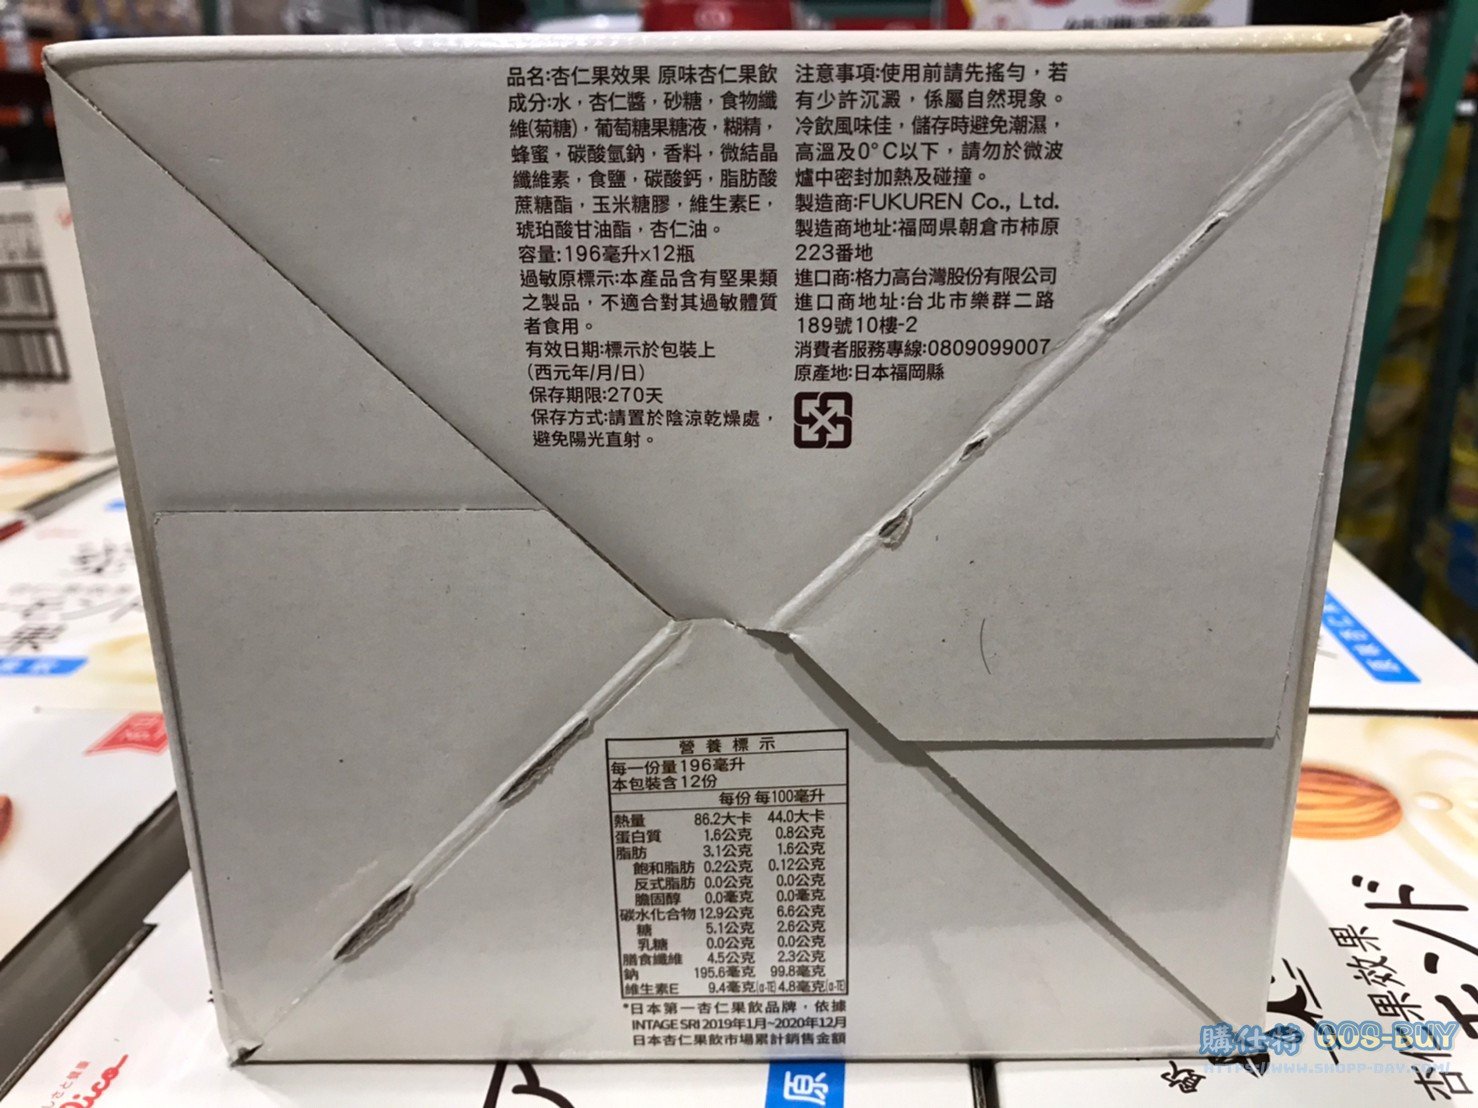 品名:杏仁果效果 原味杏仁果飲
成分:水，杏仁醬，砂糖，食物纖
維(菊糖)，葡萄糖果糖液，糊精，
蜂蜜，碳酸氫鈉，香料，微結晶
纖維素，食鹽，碳酸鈣，脂肪酸
蔗糖酯，玉米糖膠，維生素E，
琥珀酸甘油酯，杏仁油。
容量:196毫升x12瓶
過敏原標示:本產品含有堅果類
之製品，不適合對其過敏體質
者食用。
有效日期:標示於包裝上
(西元年/月/日)
保存期限:270天
保存方式:請置於陰涼乾燥處，
避免陽光直射。
注意事項:使用前請先搖勻，若
有少許沉澱，係屬自然現象。
冷飲風味佳，儲存時避免潮濕，
高溫及0°C以下，請勿於微波
爐中密封加熱及碰撞。
製造商:FUKUREN Co., Ltd.
製造商地址:福岡県朝倉市柿原
223番地
進口商:格力高台灣股份有限公司
進口商地址:台北市樂群二路
189號10樓-2
消費者服務專線:0809099007
原產地:日本福岡縣
營養標示
每一份量196毫升
本包裝含12份
每份 每100毫升
熱量 86.2大卡 44.0大卡
蛋白質 1.6公克 0.8公克
脂肪 3.1公克 1.6公克
飽和脂肪 0.2公克 0.12公克
反式脂肪 0.0公克 0.0公克
膽固醇 0.0毫克 0.0毫克
碳水化合物 12.9公克 6.6公克
糖 5.1公克 2.6公克
乳糖 0.0公克 0.0公克
膳食纖維 4.5公克 2.3公克
鈉 195.6毫克 99.8毫克
維生素E 9.4毫克(α-TE) 4.8毫克(α-TE)
*日本第一杏仁果飲品牌，依據
INTAGE SRI 2019年1月~2020年12月
日本杏仁果飲市場累計銷售金額
原
杏仁果效果
購仕特 COS-BUY
HTTPS://WWW.SHOPP-DAY.COM/